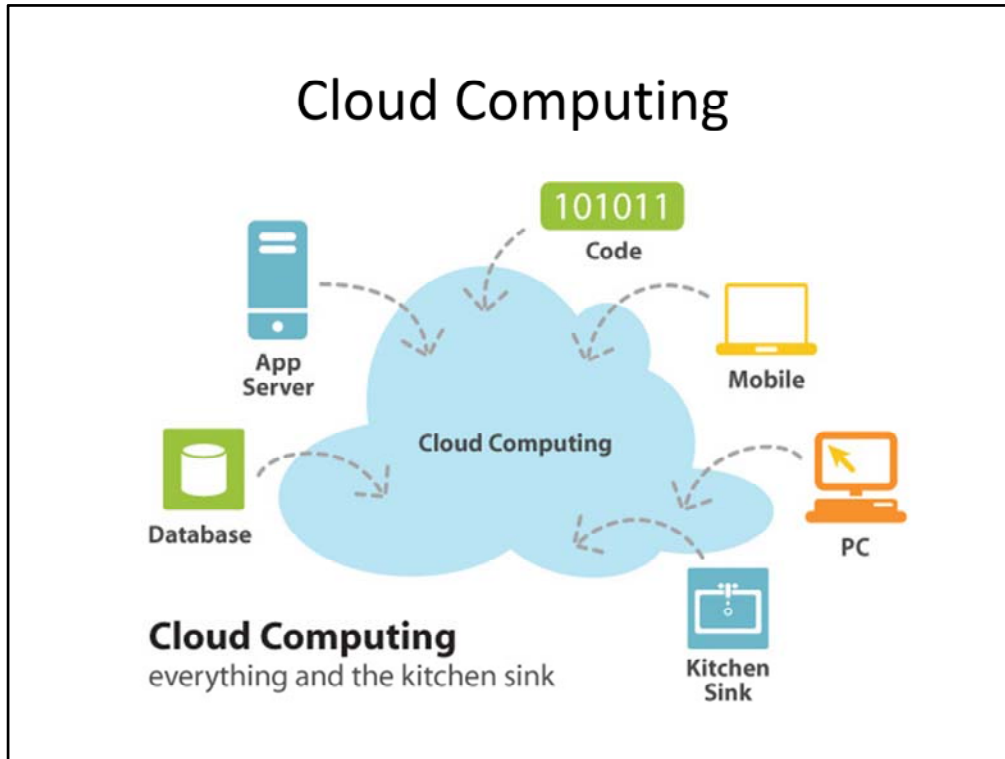 Cloud Computing
101011
Code
App
Server
Mobile
Cloud Computing
Database
PC
Cloud Computing
everything and the kitchen sink
Kitchen
Sink